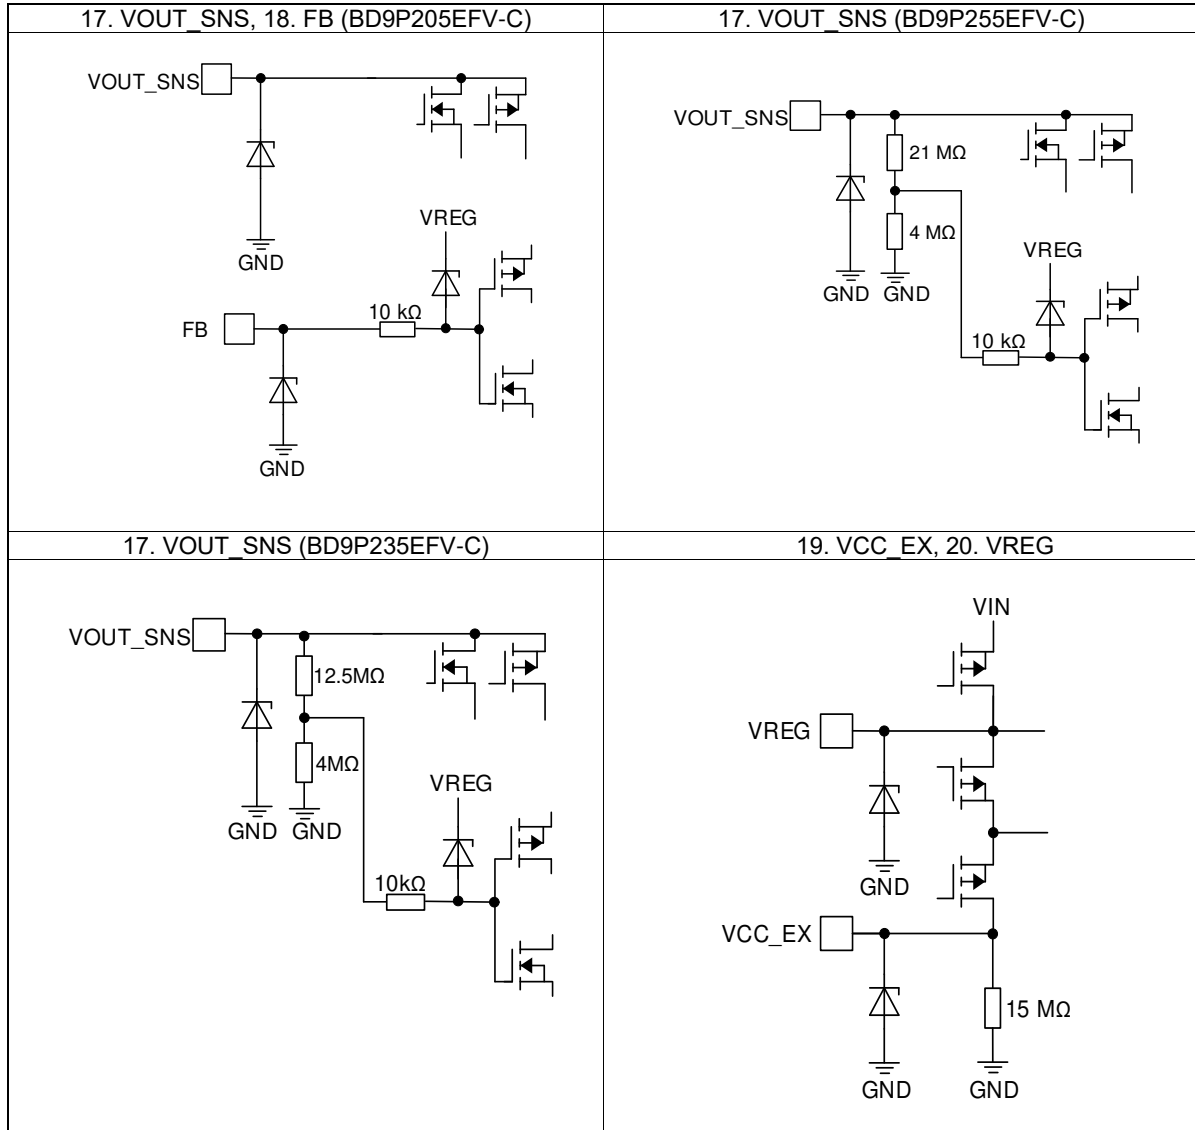 17. VOUT_SNS, 18. FB (BD9P205EFV-C)
VOUT_SNS
GND
VREG
10 kΩ
FB
GND
17. VOUT_SNS (BD9P255EFV-C)
VOUT_SNS
21 MΩ
4 MΩ
GND
GND
VREG
10 kΩ
17. VOUT_SNS (BD9P235EFV-C)
VOUT_SNS
12.5MΩ
4MΩ
GND
GND
VREG
10kΩ
19. VCC_EX, 20. VREG
VIN
VREG
GND
VCC_EX
15 MΩ
GND
GND